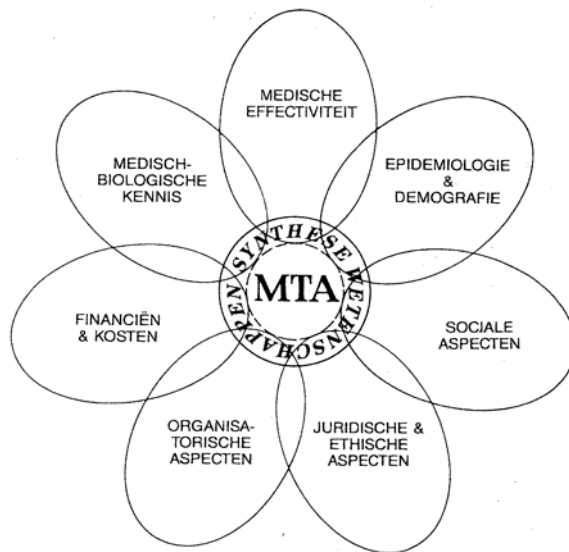 MEDISCHE
EFFECTIVITEIT
EPIDEMIOLOGIE
&
DEMOGRAFIE
SOCIALE
ASPECTEN
JURIDISCHE &
ETHISCHE
ASPECTEN
ORGANISA-
TORISCHE
ASPECTEN
FINANCIËN
& KOSTEN
MEDISCH-
BIOLOGISCHE
KENNIS
SYNTHESE WETENSCHAPPEN
MTA